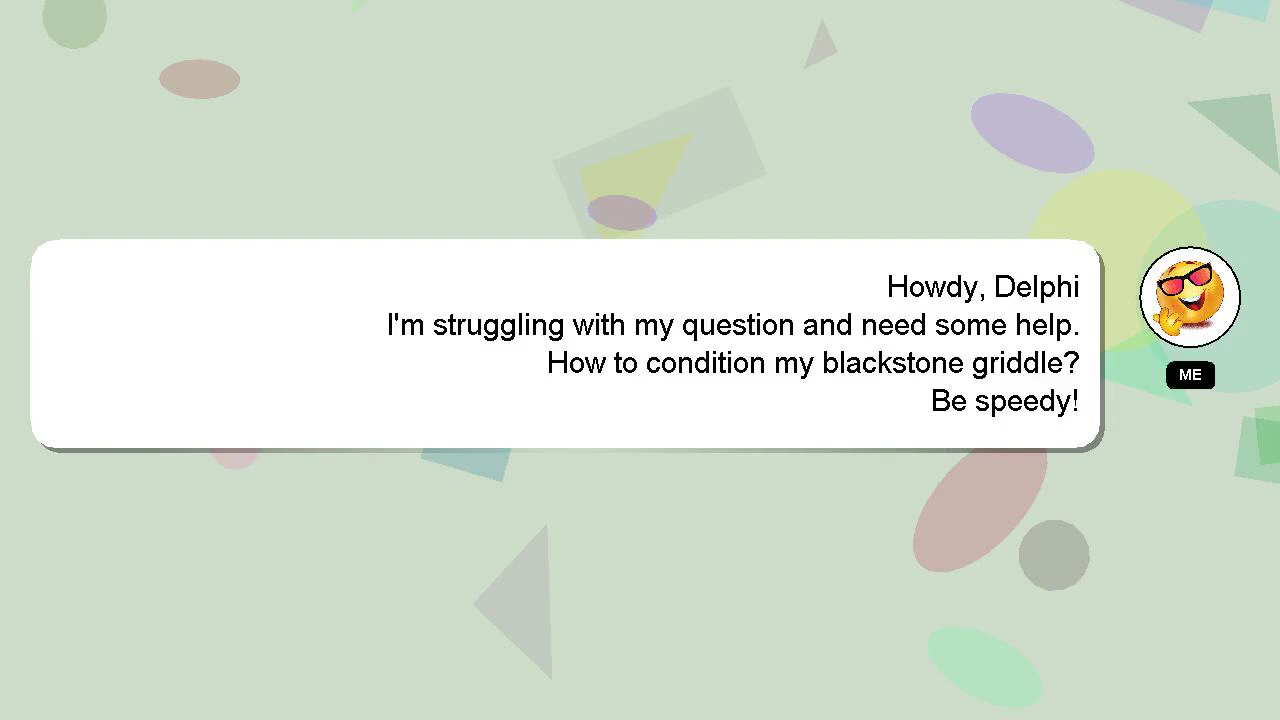 Howdy, Delphi
I'm struggling with my question and need some help.
How to condition my blackstone griddle?
Be speedy!
ME